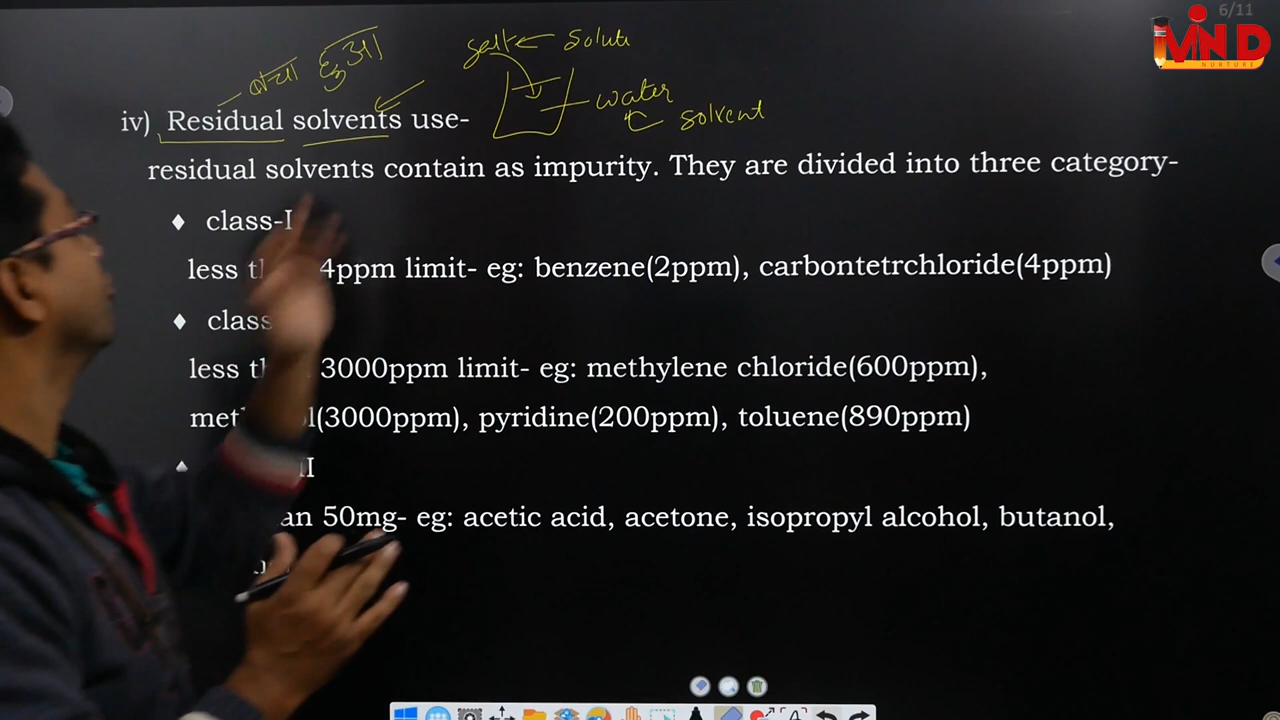 6/11
MIND
NURTURE
बचा हुआ
salt ← solute
water
solvent
iv) Residual solvents use-
residual solvents contain as impurity. They are divided into three category-
♦ class-I
less 4ppm limit- eg: benzene(2ppm), carbontetrchloride(4ppm)
♦ class
less 3000ppm limit- eg: methylene chloride(600ppm),
(3000ppm), pyridine(200ppm), toluene(890ppm)
50mg- eg: acetic acid, acetone, isopropyl alcohol, butanol,